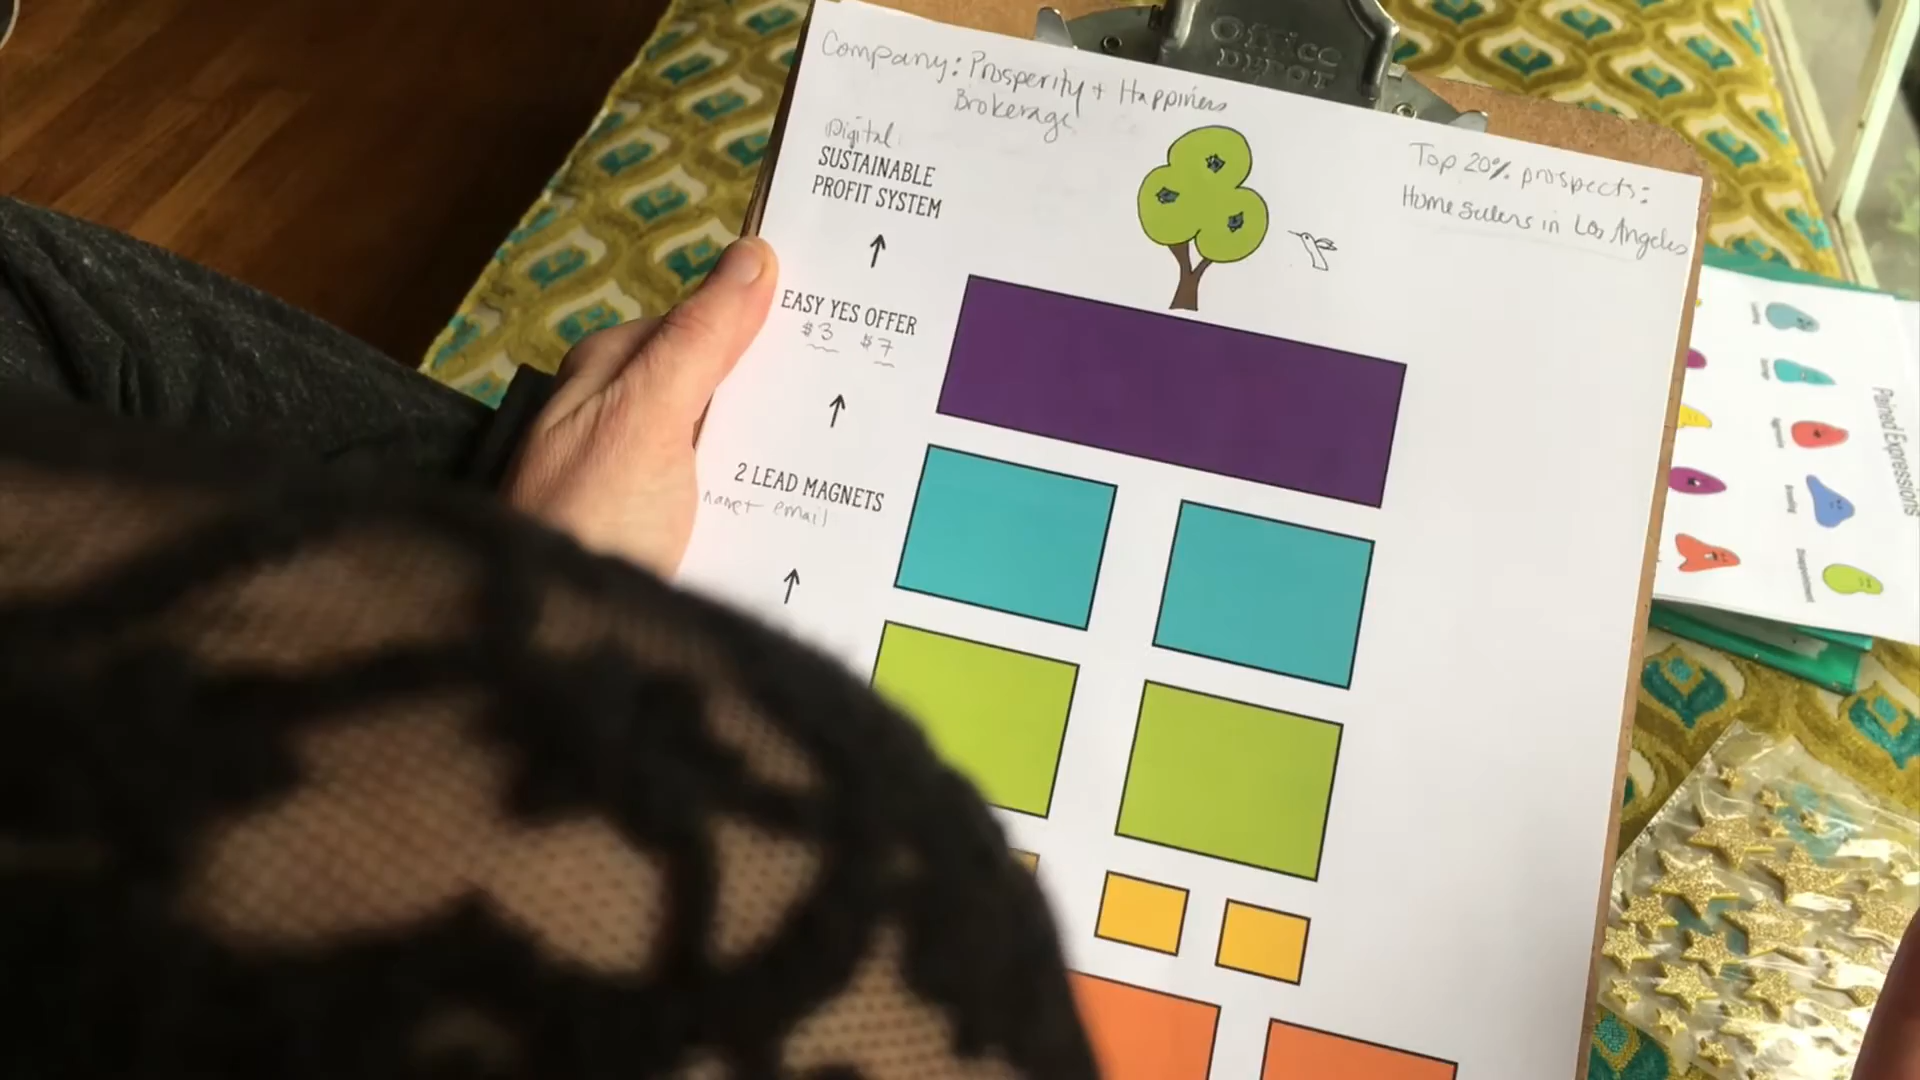 Office
DEPOT
Company: Prosperity + Happiness
Brokerage
Top 20% prospects:
Home Sellers in Los Angeles
Digital
SUSTAINABLE
PROFIT SYSTEM
EASY YES OFFER
$3 $7
2 LEAD MAGNETS
name + email
Pained Expressions